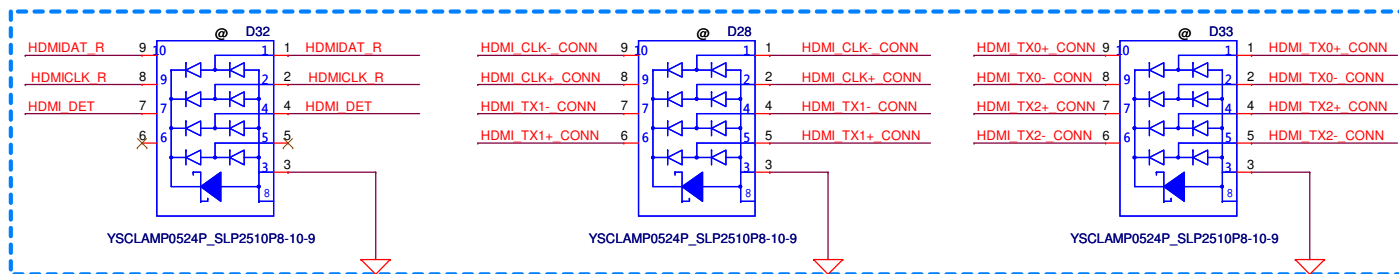 @ D32
HDMIDAT_R 9 10 1 1 HDMIDAT_R
HDMICLK_R 8 9 2 2 HDMICLK_R
HDMI_DET 7 7 4 4 HDMI_DET
6 6 5 5
3 3
8
YSCLAMP0524P_SLP2510P8-10-9
@ D28
HDMI_CLK-_CONN 9 10 1 1 HDMI_CLK-_CONN
HDMI_CLK+_CONN 8 9 2 2 HDMI_CLK+_CONN
HDMI_TX1-_CONN 7 7 4 4 HDMI_TX1-_CONN
HDMI_TX1+_CONN 6 6 5 5 HDMI_TX1+_CONN
3 3
8
YSCLAMP0524P_SLP2510P8-10-9
@ D33
HDMI_TX0+_CONN 9 10 1 1 HDMI_TX0+_CONN
HDMI_TX0-_CONN 8 9 2 2 HDMI_TX0-_CONN
HDMI_TX2+_CONN 7 7 4 4 HDMI_TX2+_CONN
HDMI_TX2-_CONN 6 6 5 5 HDMI_TX2-_CONN
3 3
8
YSCLAMP0524P_SLP2510P8-10-9